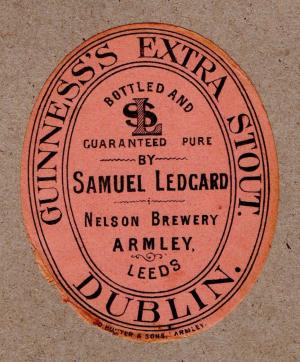 GUINNESS'S EXTRA STOUT.
BOTTLED AND
SL
GUARANTEED PURE
BY
SAMUEL LEDGARD
NELSON BREWERY
ARMLEY,
LEEDS
DUBLIN.
& SONS, ARMLEY.